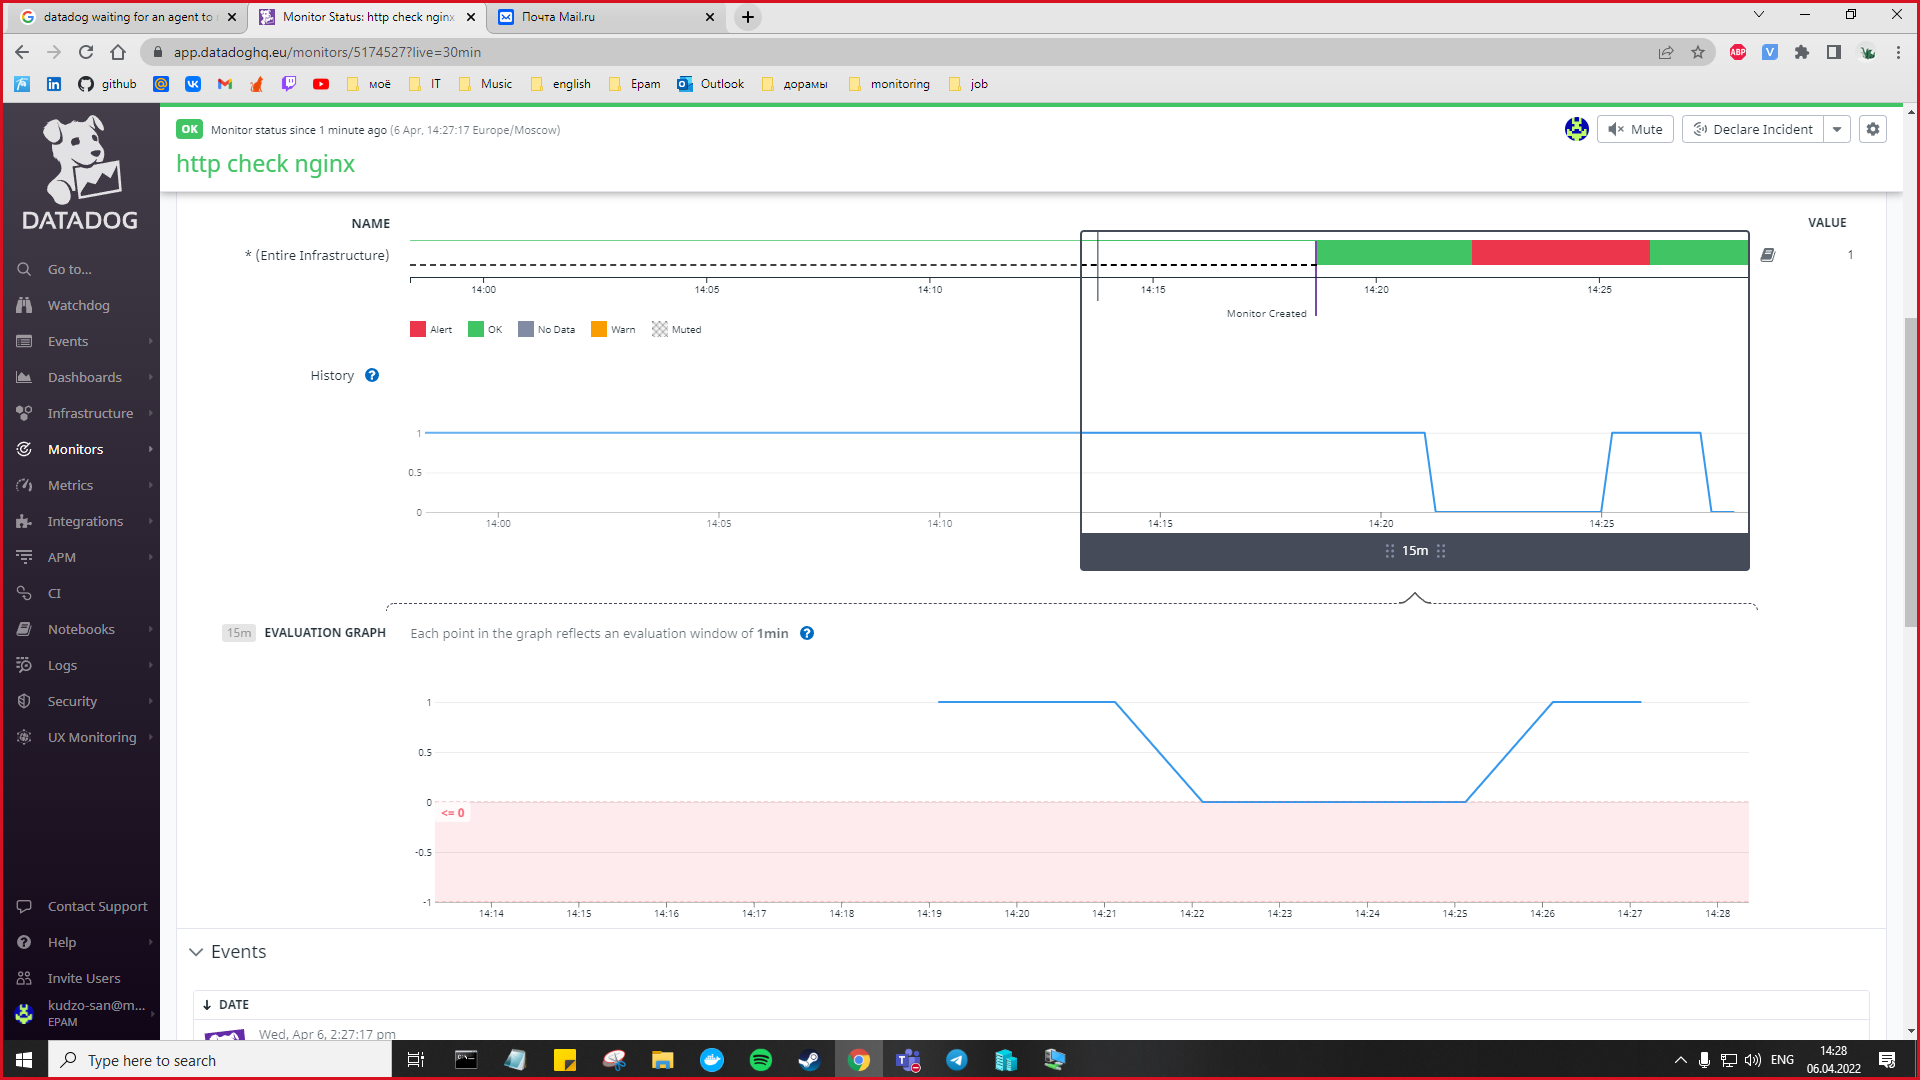 datadog waiting for an agent to
Monitor Status: http check nginx
Почта Mail.ru
app.datadoghq.eu/monitors/5174527?live=30min
ABP
V
github
моё
IT
Music
english
Epam
Outlook
дорамы
monitoring
job
DATADOG
Go to...
Watchdog
Events
Dashboards
Infrastructure
Monitors
Metrics
Integrations
APM
CI
Notebooks
Logs
Security
UX Monitoring
Contact Support
Help
Invite Users
kudzo-san@m...
EPAM
OK Monitor status since 1 minute ago (6 Apr, 14:27:17 Europe/Moscow)
http check nginx
Mute
Declare Incident
NAME
VALUE
* (Entire Infrastructure)
1
14:00 14:05 14:10 14:15 14:20 14:25
Monitor Created
Alert OK No Data Warn Muted
History ?
1
0.5
0
14:00 14:05 14:10 14:15 14:20 14:25
15m
15m EVALUATION GRAPH Each point in the graph reflects an evaluation window of 1min ?
1
0.5
0
<= 0
-0.5
-1
14:14 14:15 14:16 14:17 14:18 14:19 14:20 14:21 14:22 14:23 14:24 14:25 14:26 14:27 14:28
Events
DATE
Wed, Apr 6, 2:27:17 pm
Type here to search
ENG
14:28
06.04.2022